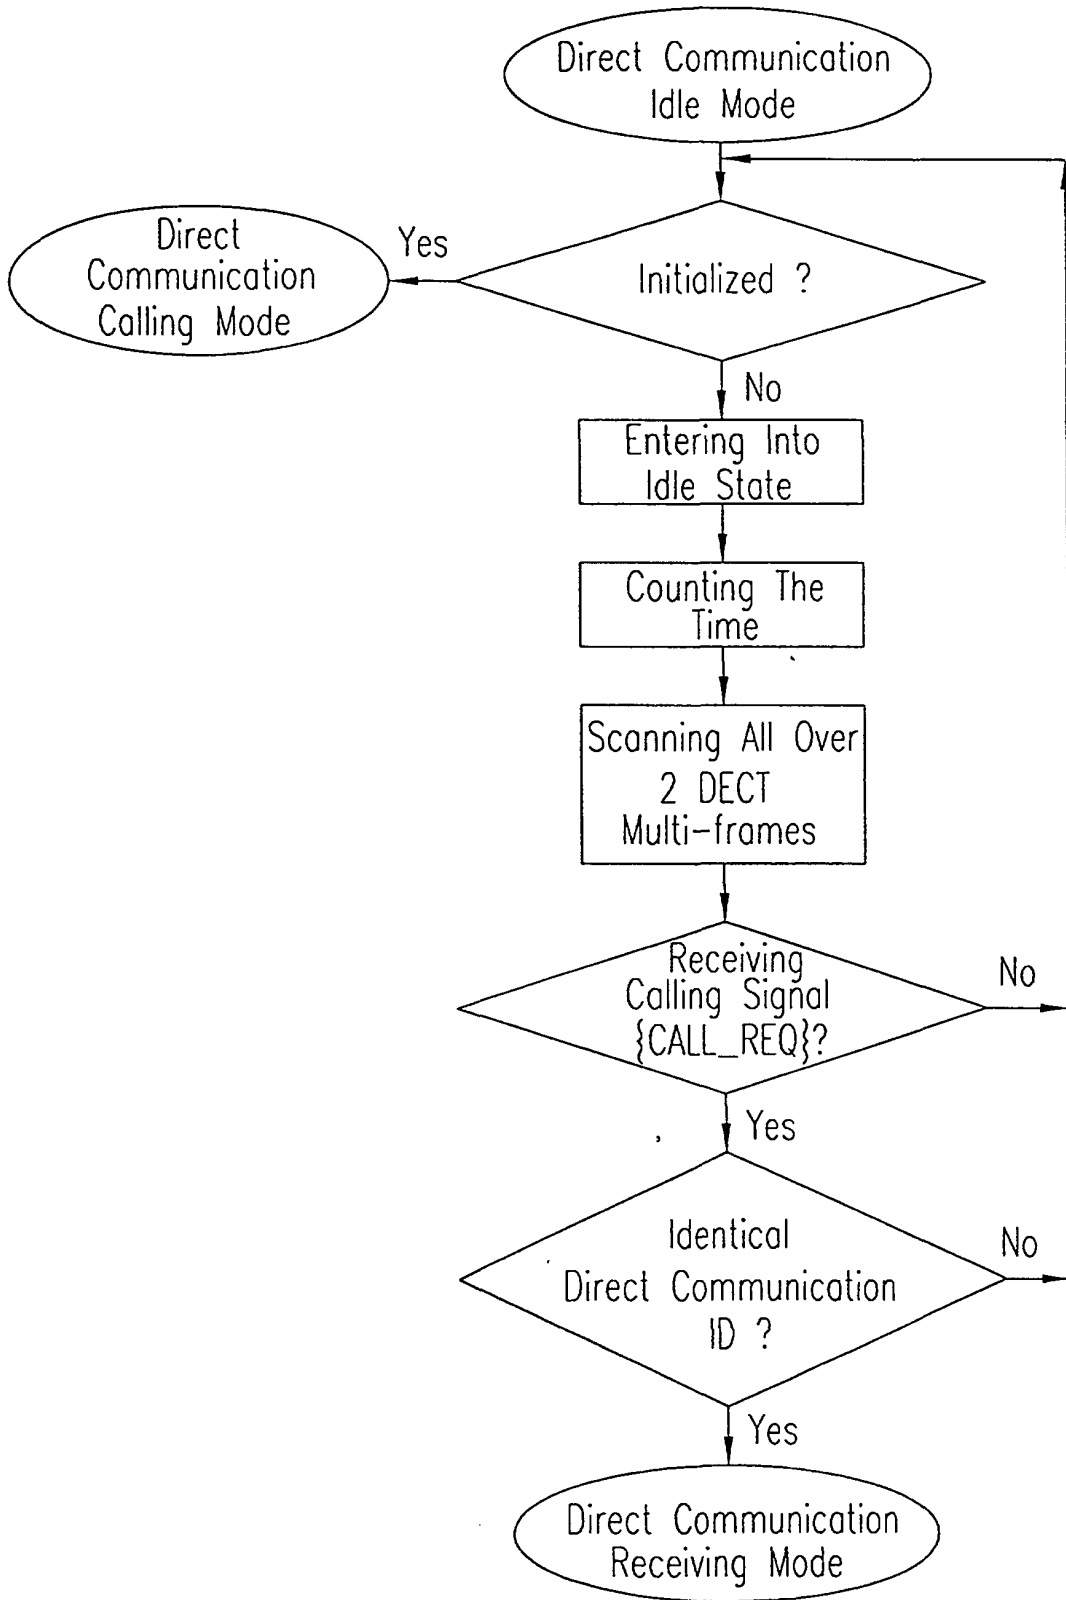 Direct Communication
Idle Mode
Direct
Communication
Calling Mode
Yes
Initialized ?
No
Entering Into
Idle State
Counting The
Time
Scanning All Over
2 DECT
Multi-frames
Receiving
Calling Signal
{CALL_REQ}?
No
Yes
Identical
Direct Communication
ID ?
No
Yes
Direct Communication
Receiving Mode